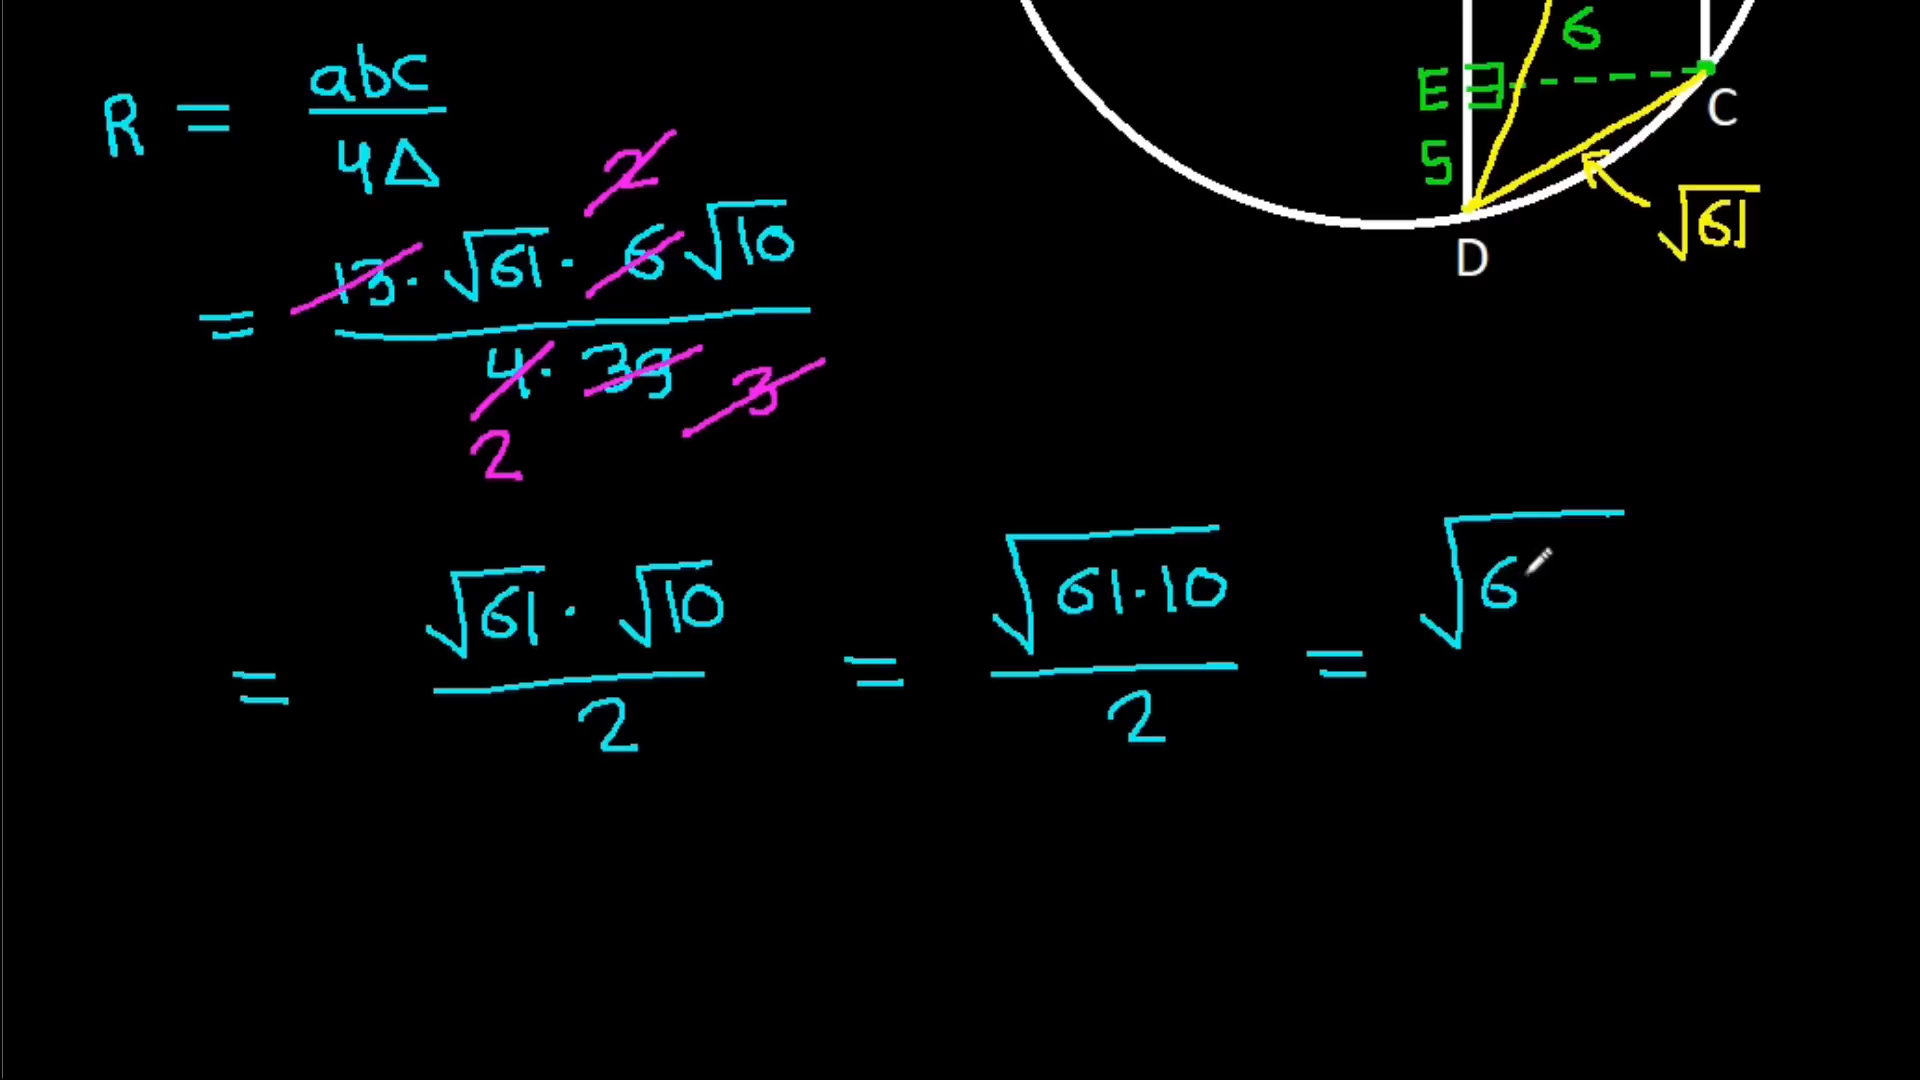 R = abc / 4Δ
= 13 · √61 · 6√10 / 4 · 39
2
3
2
= √61 · √10 / 2 = √61·10 / 2 = √6
6
E
C
5
√61
D